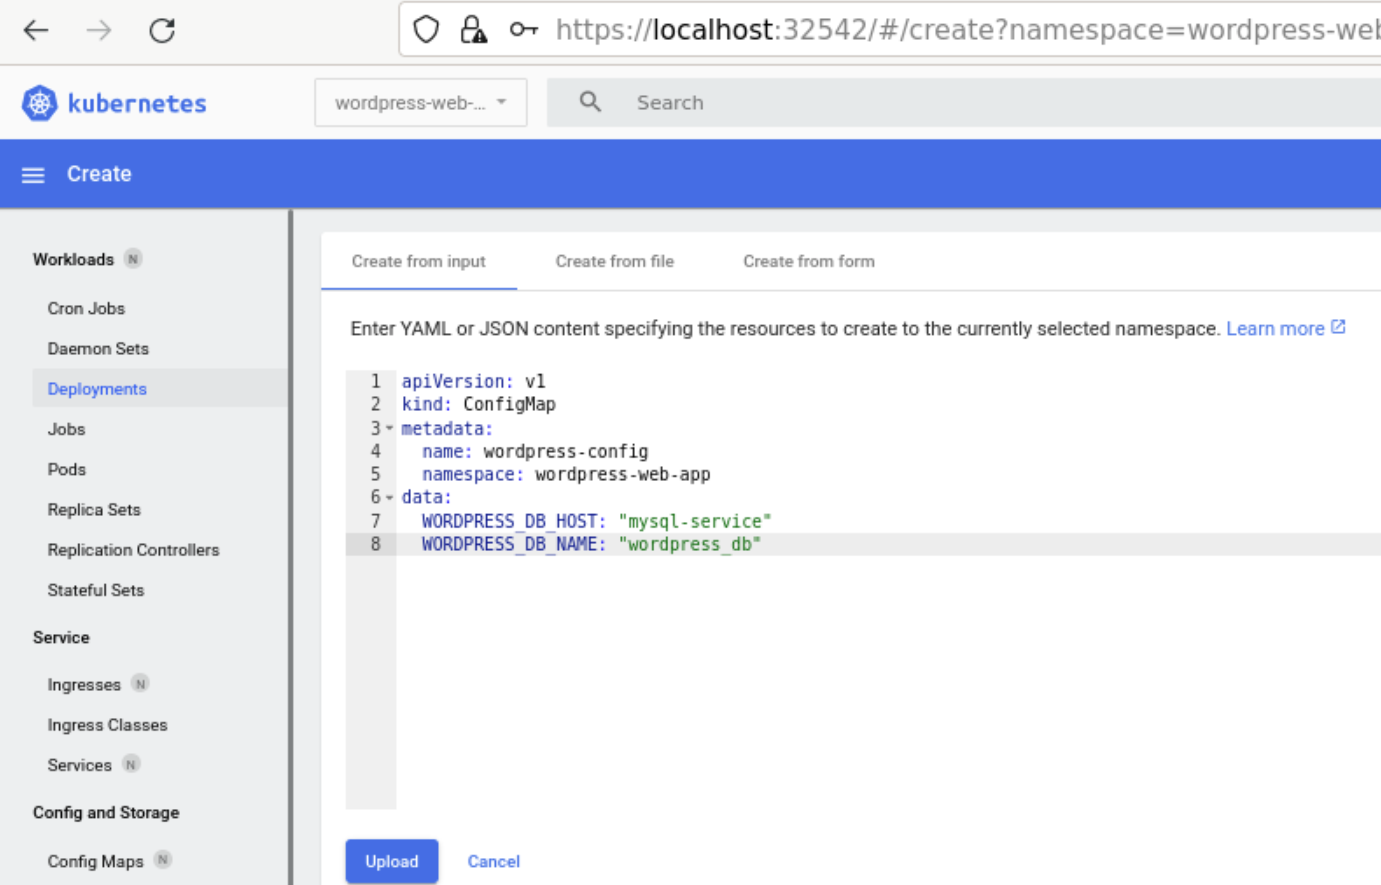 https://localhost:32542/#/create?namespace=wordpress-web
kubernetes
wordpress-web-...
Search
Create
Workloads N
Cron Jobs
Daemon Sets
Deployments
Jobs
Pods
Replica Sets
Replication Controllers
Stateful Sets
Service
Ingresses N
Ingress Classes
Services N
Config and Storage
Config Maps N
Create from input Create from file Create from form
Enter YAML or JSON content specifying the resources to create to the currently selected namespace. Learn more
1 apiVersion: v1
2 kind: ConfigMap
3 metadata:
4   name: wordpress-config
5   namespace: wordpress-web-app
6 data:
7   WORDPRESS_DB_HOST: "mysql-service"
8   WORDPRESS_DB_NAME: "wordpress_db"
Upload Cancel